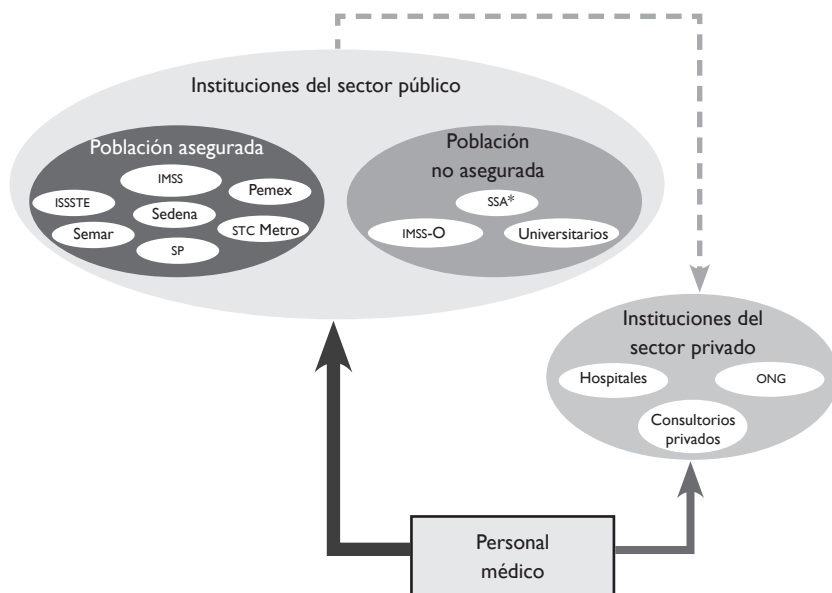 Instituciones del sector público
Población asegurada
IMSS
Pemex
ISSSTE
Sedena
Semar
STC Metro
SP
Población
no asegurada
SSA*
IMSS-O
Universitarios
Instituciones del
sector privado
Hospitales
ONG
Consultorios
privados
Personal
médico